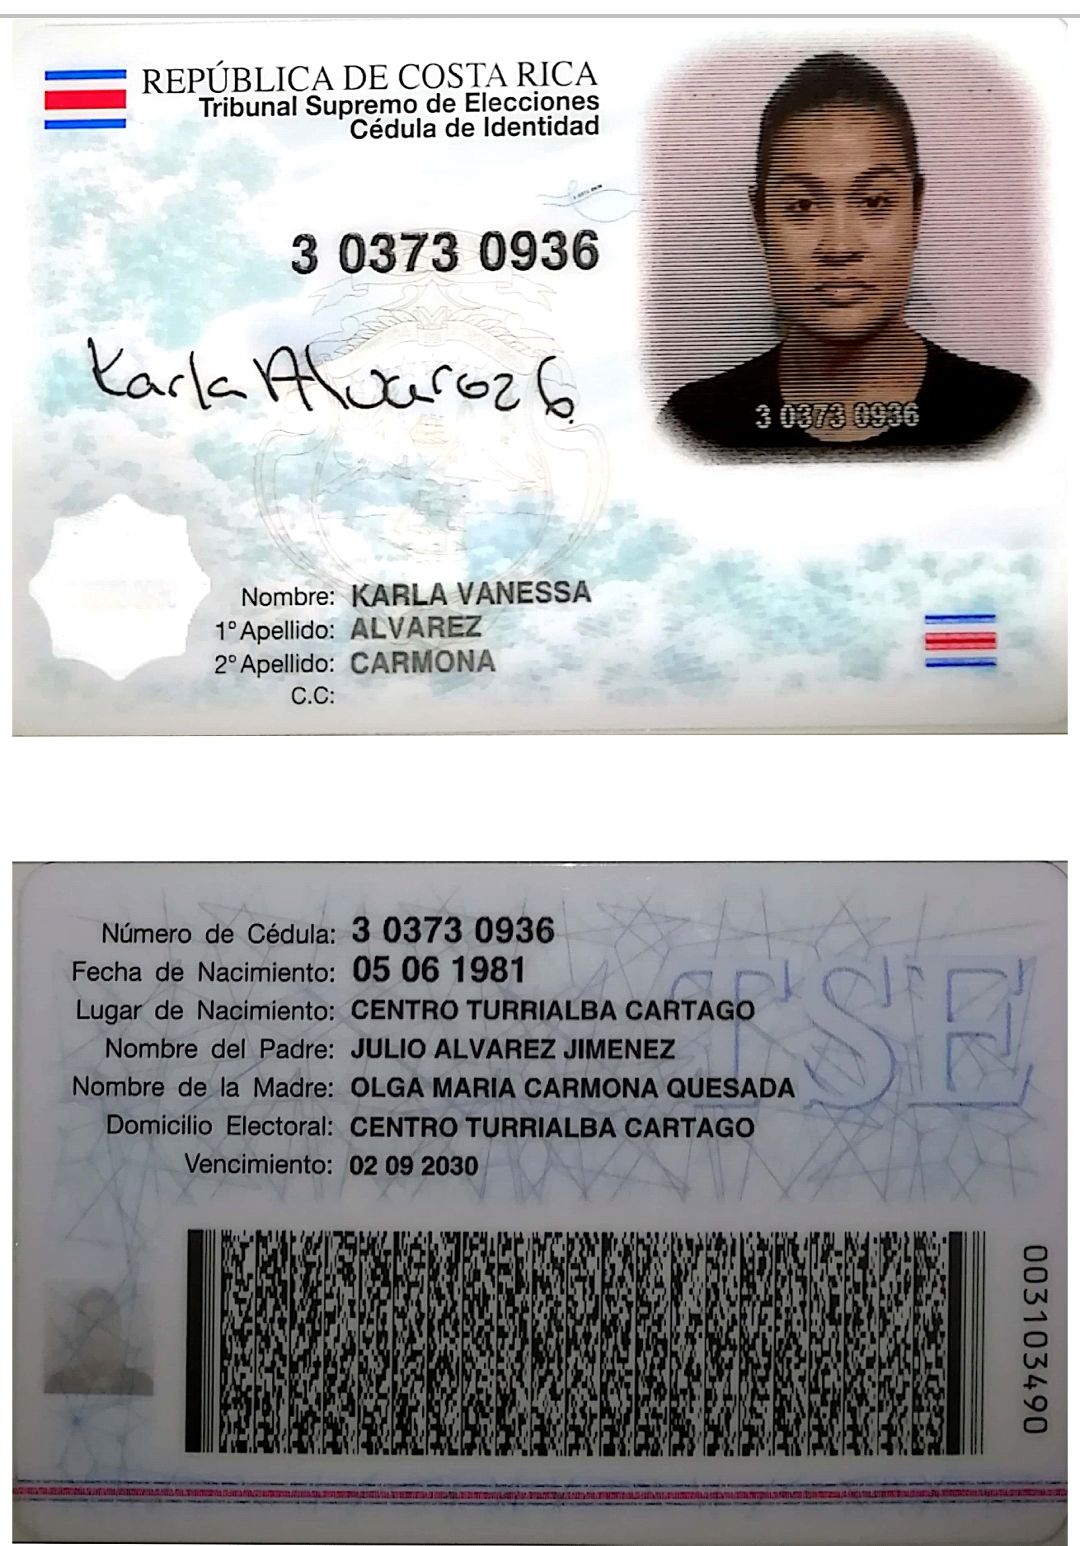 REPÚBLICA DE COSTA RICA
Tribunal Supremo de Elecciones
Cédula de Identidad
3 0373 0936
Karla Alvarez C.
3 0373 0936
Nombre: KARLA VANESSA
1° Apellido: ALVAREZ
2° Apellido: CARMONA
C.C:
Número de Cédula: 3 0373 0936
Fecha de Nacimiento: 05 06 1981
Lugar de Nacimiento: CENTRO TURRIALBA CARTAGO
Nombre del Padre: JULIO ALVAREZ JIMENEZ
Nombre de la Madre: OLGA MARIA CARMONA QUESADA
Domicilio Electoral: CENTRO TURRIALBA CARTAGO
Vencimiento: 02 09 2030
TSE
003103490